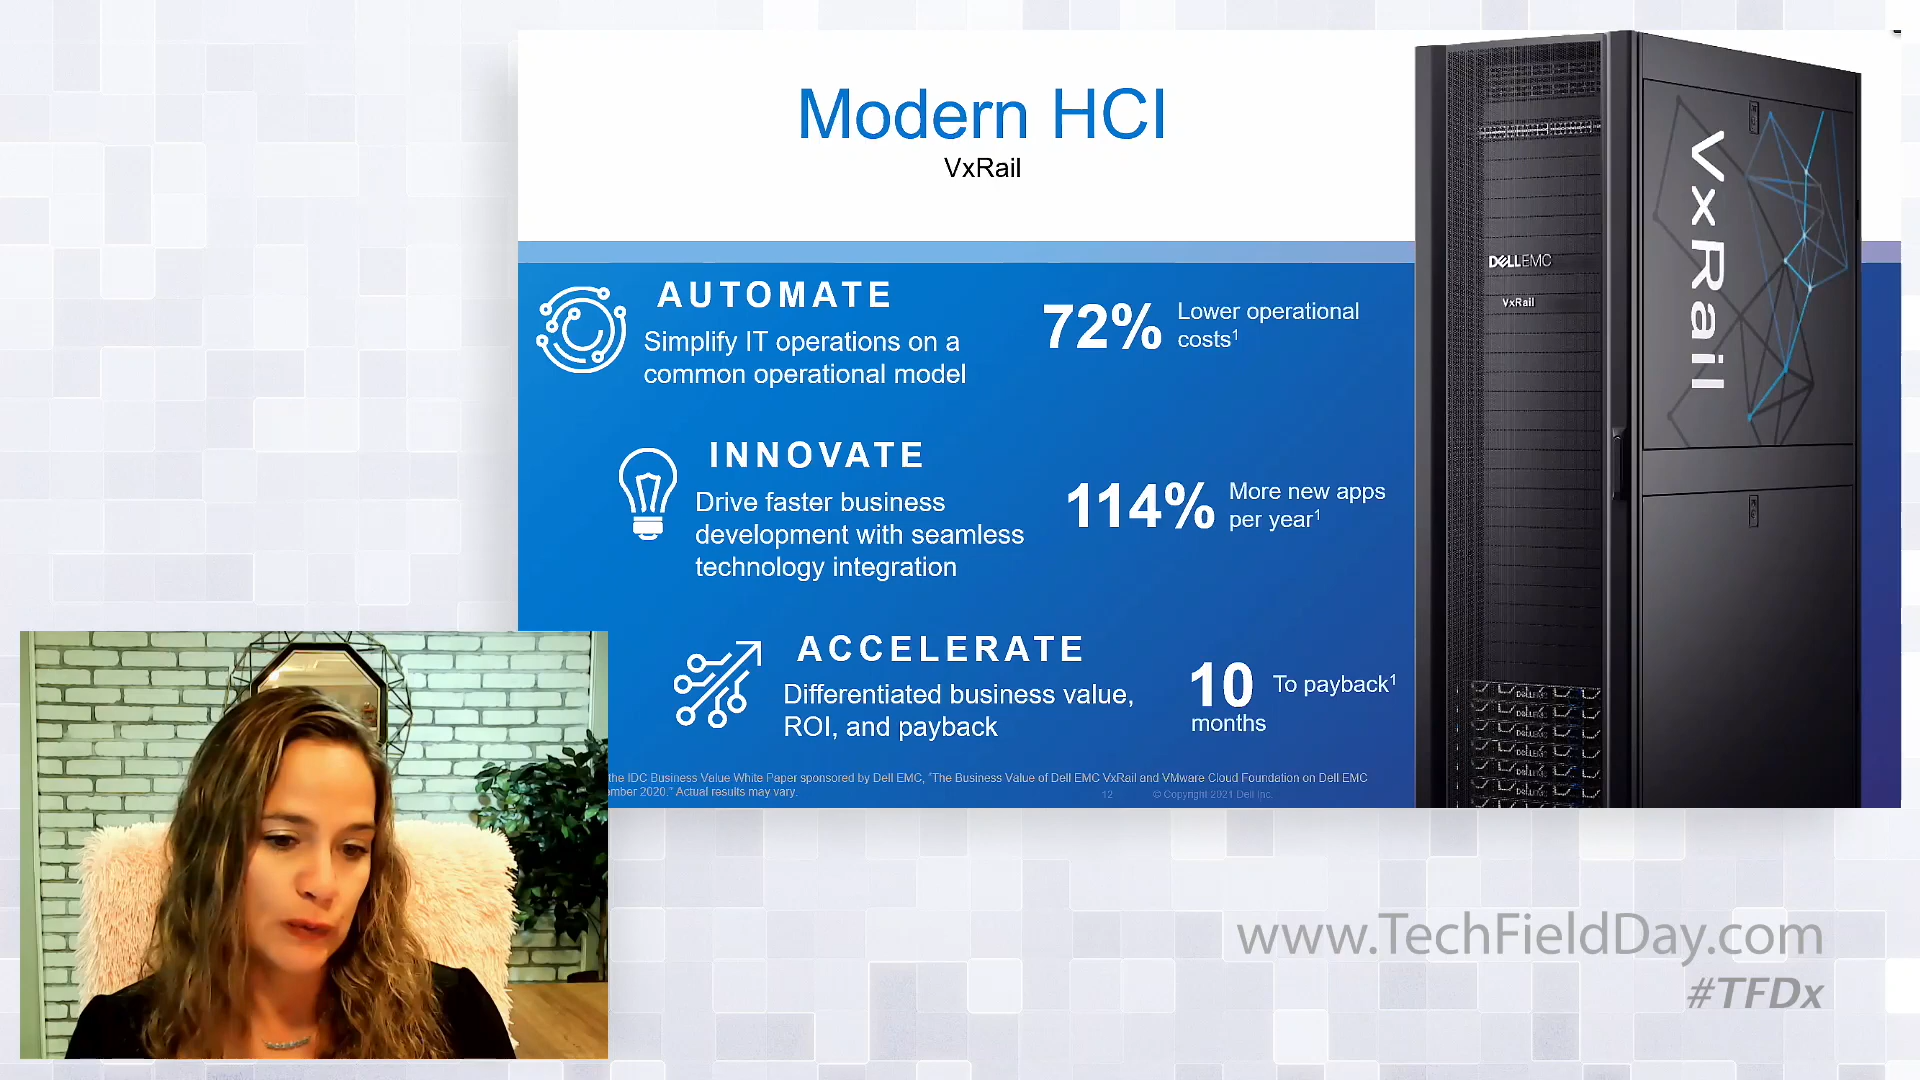 Modern HCI
VxRail
AUTOMATE
Simplify IT operations on a
common operational model
72%
Lower operational
costs¹
INNOVATE
Drive faster business
development with seamless
technology integration
114%
More new apps
per year¹
ACCELERATE
Differentiated business value,
ROI, and payback
10
months
To payback¹
the IDC Business Value White Paper sponsored by Dell EMC, "The Business Value of Dell EMC VxRail and VMware Cloud Foundation on Dell EMC
mber 2020." Actual results may vary.
12
© Copyright 2021 Dell Inc.
DELLEMC
VxRail
VxRail
www.TechFieldDay.com
#TFDx